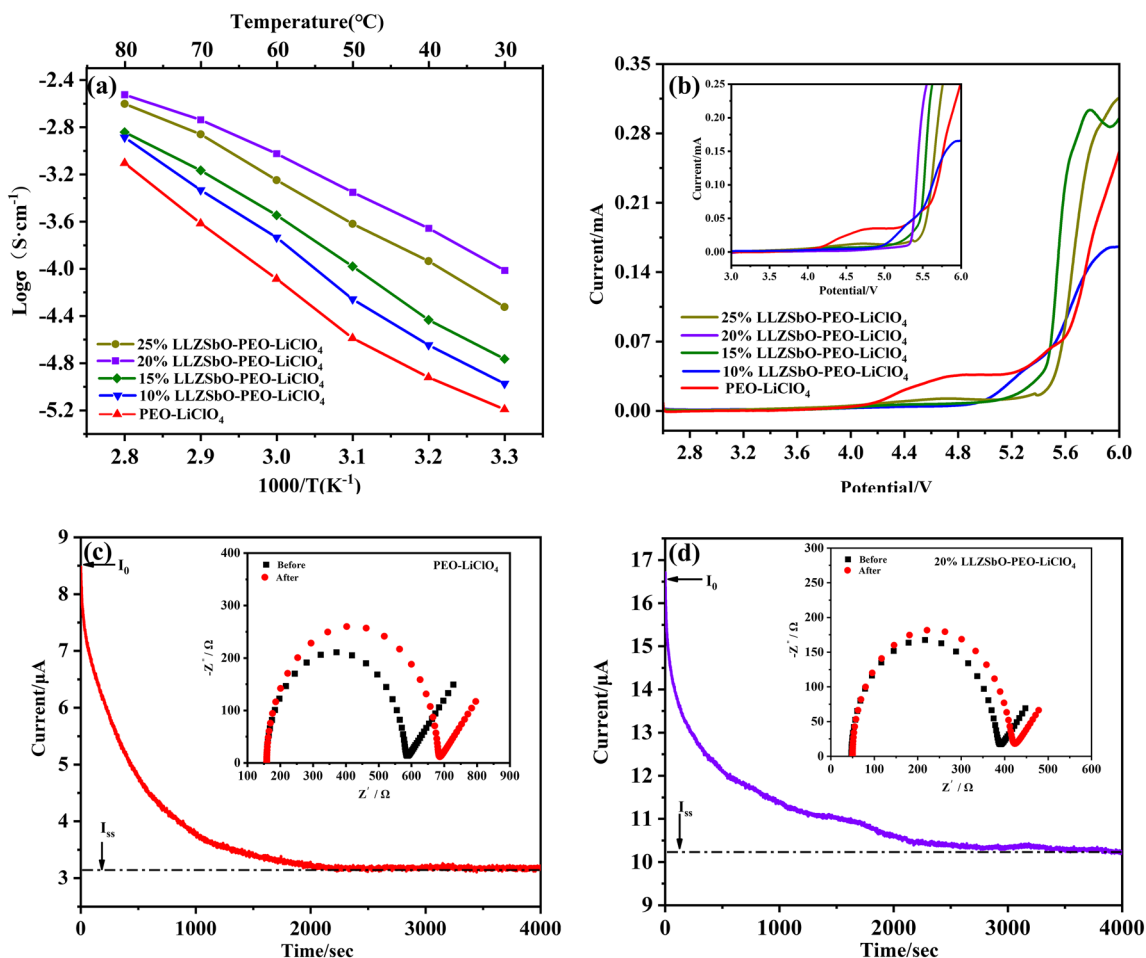 Temperature(°C)
80 70 60 50 40 30
(a)
-2.4
-2.8
-3.2
-3.6
-4.0
-4.4
-4.8
-5.2
Logσ (S·cm⁻¹)
25% LLZSbO-PEO-LiClO₄
20% LLZSbO-PEO-LiClO₄
15% LLZSbO-PEO-LiClO₄
10% LLZSbO-PEO-LiClO₄
PEO-LiClO₄
2.8 2.9 3.0 3.1 3.2 3.3
1000/T(K⁻¹)
(b)
0.35
0.28
0.21
0.14
0.07
0.00
Current/mA
0.25
0.20
0.15
0.10
0.05
0.00
Current/mA
3.0 3.5 4.0 4.5 5.0 5.5 6.0
Potential/V
25% LLZSbO-PEO-LiClO₄
20% LLZSbO-PEO-LiClO₄
15% LLZSbO-PEO-LiClO₄
10% LLZSbO-PEO-LiClO₄
PEO-LiClO₄
2.8 3.2 3.6 4.0 4.4 4.8 5.2 5.6 6.0
Potential/V
(c)
9
8
7
6
5
4
3
Current/μA
I₀
Iss
400
300
200
100
0
-Z″ / Ω
Before
After
PEO-LiClO₄
100 200 300 400 500 600 700 800 900
Z′ / Ω
0 1000 2000 3000 4000
Time/sec
(d)
17
16
15
14
13
12
11
10
9
Current/μA
I₀
Iss
300
250
200
150
100
50
0
-Z″ / Ω
Before
After
20% LLZSbO-PEO-LiClO₄
0 100 200 300 400 500 600
Z′ / Ω
0 1000 2000 3000 4000
Time/sec